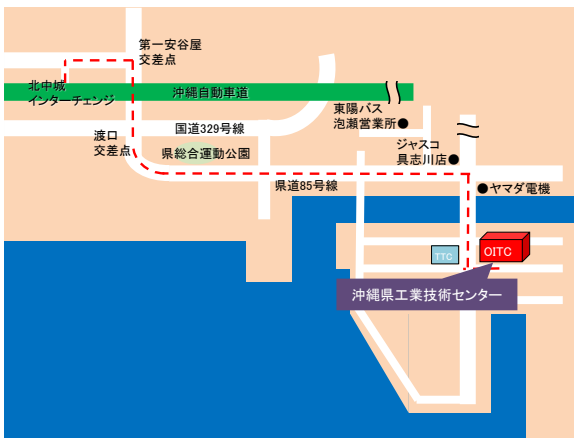 第一安谷屋
交差点
北中城
インターチェンジ
沖縄自動車道
東陽バス
泡瀬営業所●
渡口
交差点
国道329号線
県総合運動公園
ジャスコ
具志川店●
県道85号線
●ヤマダ電機
TTC
OITC
沖縄県工業技術センター